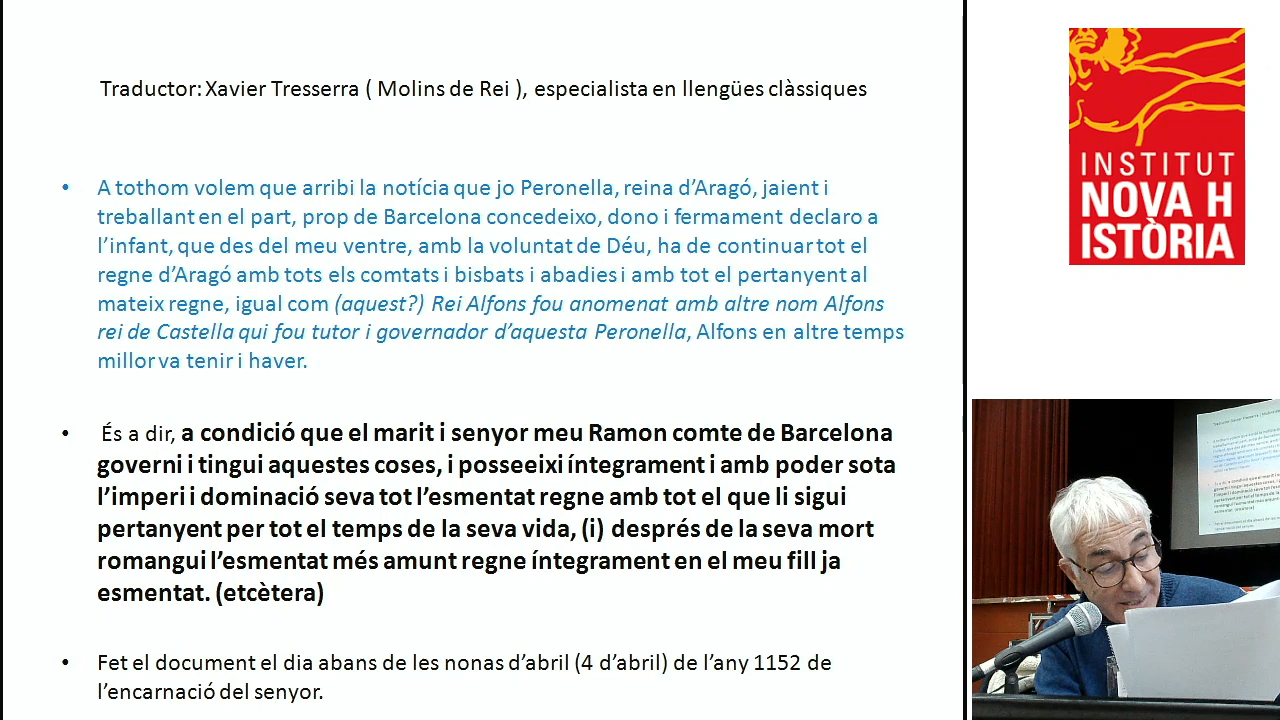 Traductor: Xavier Tresserra ( Molins de Rei ), especialista en llengües clàssiques
• A tothom volem que arribi la notícia que jo Peronella, reina d’Aragó, jaient i
treballant en el part, prop de Barcelona concedeixo, dono i fermament declaro a
l’infant, que des del meu ventre, amb la voluntat de Déu, ha de continuar tot el
regne d’Aragó amb tots els comtats i bisbats i abadies i amb tot el pertanyent al
mateix regne, igual com (aquest?) Rei Alfons fou anomenat amb altre nom Alfons
rei de Castella qui fou tutor i governador d’aquesta Peronella, Alfons en altre temps
millor va tenir i haver.
• És a dir, a condició que el marit i senyor meu Ramon comte de Barcelona
governi i tingui aquestes coses, i posseeixi íntegrament i amb poder sota
l’imperi i dominació seva tot l’esmentat regne amb tot el que li sigui
pertanyent per tot el temps de la seva vida, (i) després de la seva mort
romangui l’esmentat més amunt regne íntegrament en el meu fill ja
esmentat. (etcètera)
• Fet el document el dia abans de les nonas d’abril (4 d’abril) de l’any 1152 de
l’encarnació del senyor.
INSTITUT
NOVA H
ISTÒRIA